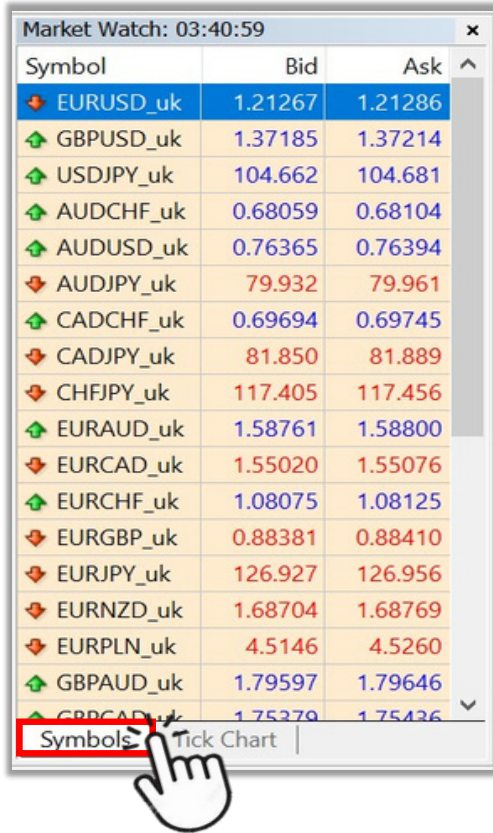 Market Watch: 03:40:59
Symbol Bid Ask
EURUSD_uk 1.21267 1.21286
GBPUSD_uk 1.37185 1.37214
USDJPY_uk 104.662 104.681
AUDCHF_uk 0.68059 0.68104
AUDUSD_uk 0.76365 0.76394
AUDJPY_uk 79.932 79.961
CADCHF_uk 0.69694 0.69745
CADJPY_uk 81.850 81.889
CHFJPY_uk 117.405 117.456
EURAUD_uk 1.58761 1.58800
EURCAD_uk 1.55020 1.55076
EURCHF_uk 1.08075 1.08125
EURGBP_uk 0.88381 0.88410
EURJPY_uk 126.927 126.956
EURNZD_uk 1.68704 1.68769
EURPLN_uk 4.5146 4.5260
GBPAUD_uk 1.79597 1.79646
GBPCAD_uk 1.75379 1.75436
Symbols Tick Chart